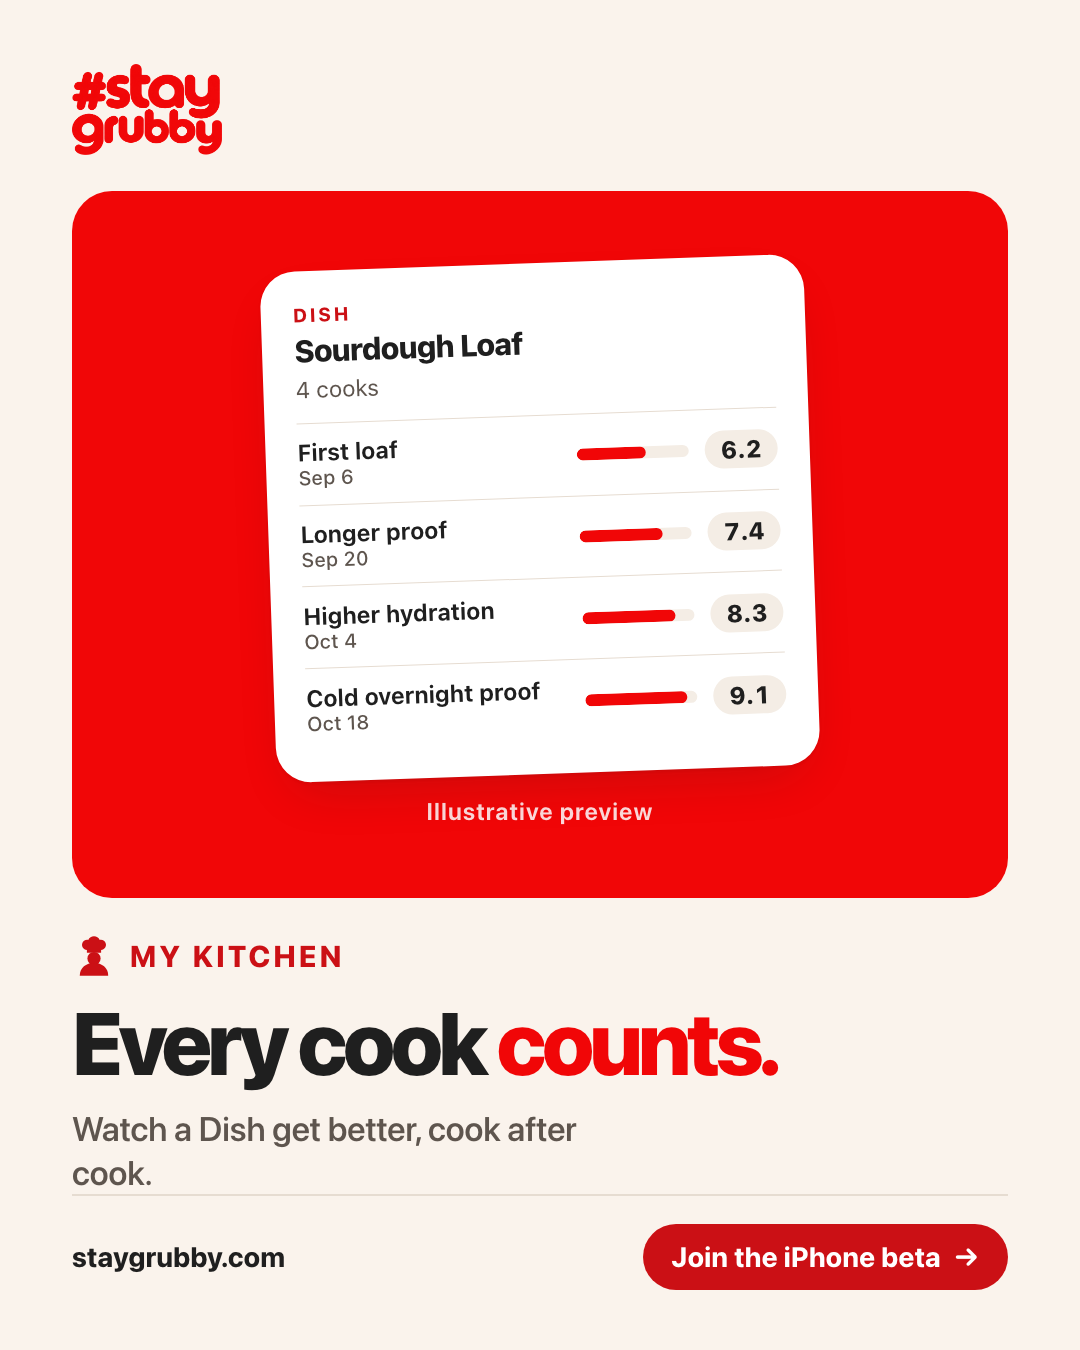 #stay
grubby
DISH
Sourdough Loaf
4 cooks
First loaf
Sep 6
6.2
Longer proof
Sep 20
7.4
Higher hydration
Oct 4
8.3
Cold overnight proof
Oct 18
9.1
Illustrative preview
MY KITCHEN
Every cook counts.
Watch a Dish get better, cook after
cook.
staygrubby.com
Join the iPhone beta →